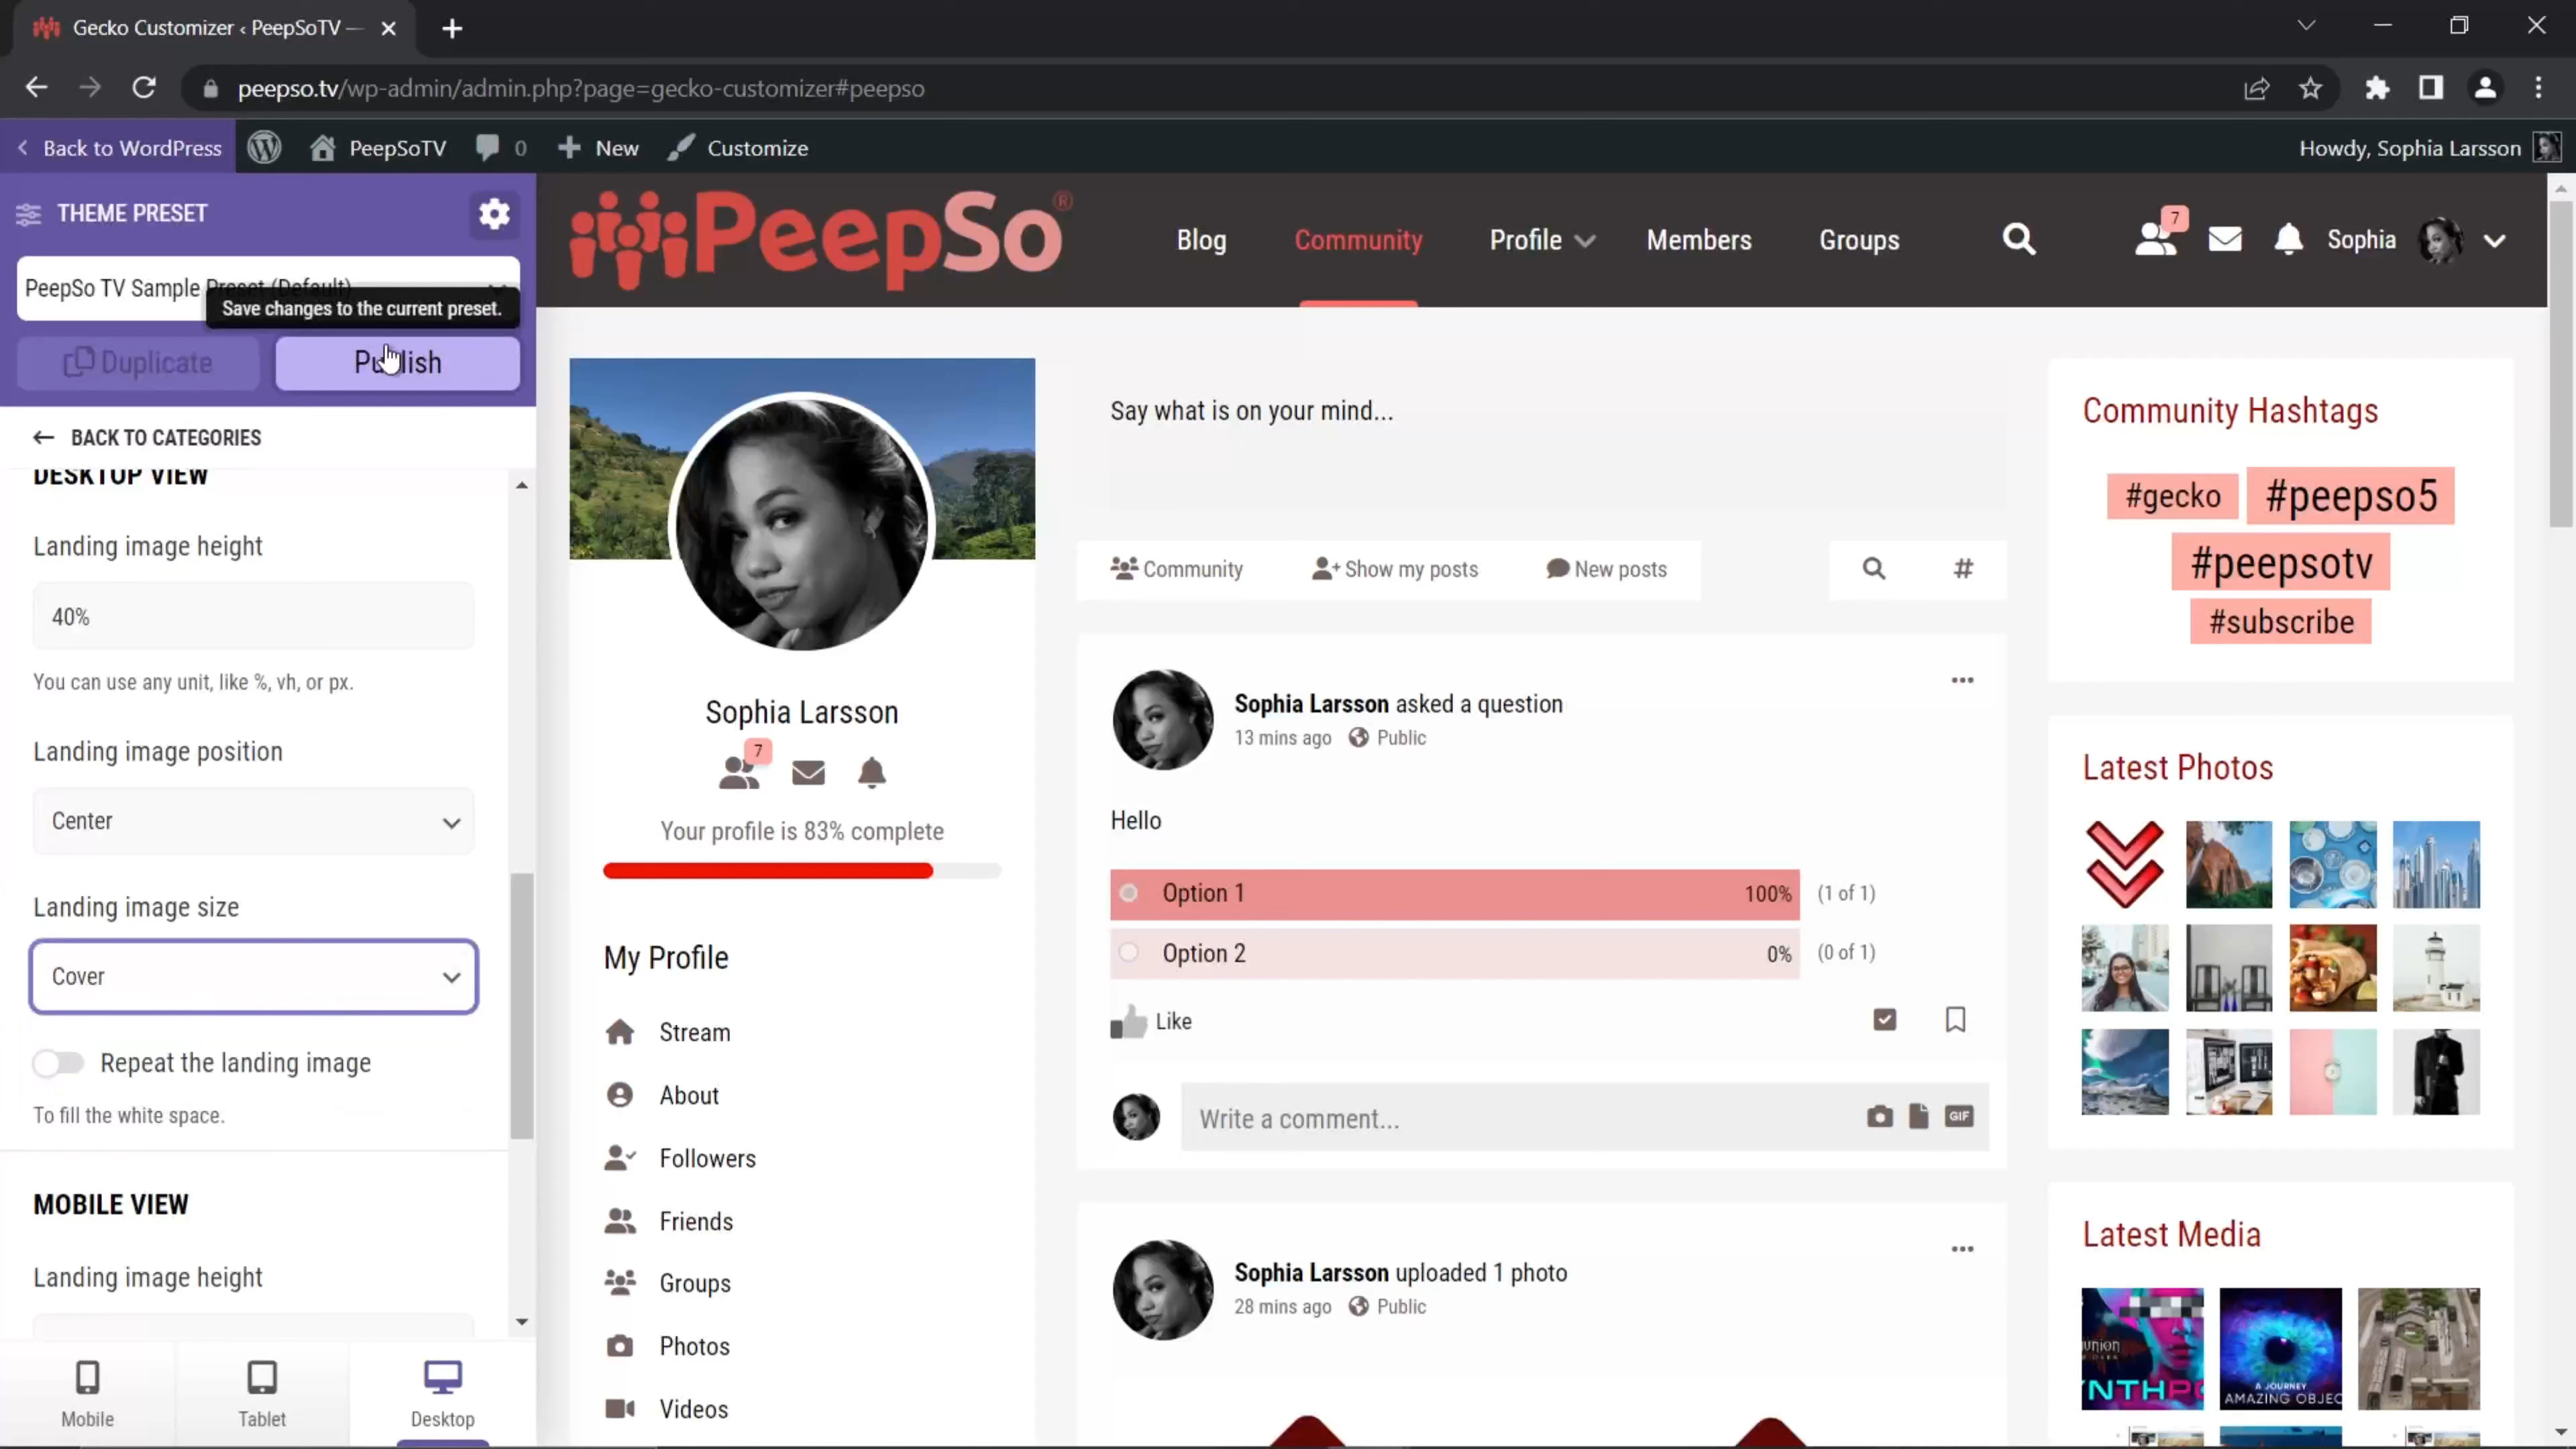 Gecko Customizer ‹ PeepSoTV —
peepso.tv/wp-admin/admin.php?page=gecko-customizer#peepso
Back to WordPress
PeepSoTV
0
New
Customize
Howdy, Sophia Larsson
THEME PRESET
PeepSo TV Sample Preset (Default)
Save changes to the current preset.
Duplicate
Publish
BACK TO CATEGORIES
DESKTOP VIEW
Landing image height
40%
You can use any unit, like %, vh, or px.
Landing image position
Center
Landing image size
Cover
Repeat the landing image
To fill the white space.
MOBILE VIEW
Landing image height
Mobile
Tablet
Desktop
PeepSo®
Blog
Community
Profile
Members
Groups
7
Sophia
Sophia Larsson
7
Your profile is 83% complete
My Profile
Stream
About
Followers
Friends
Groups
Photos
Videos
Say what is on your mind...
Community
Show my posts
New posts
#
Sophia Larsson asked a question
13 mins ago Public
Hello
Option 1 100% (1 of 1)
Option 2 0% (0 of 1)
Like
Write a comment...
GIF
Sophia Larsson uploaded 1 photo
28 mins ago Public
Community Hashtags
#gecko #peepso5
#peepsotv
#subscribe
Latest Photos
Latest Media
A JOURNEY
AMAZING OBJEC